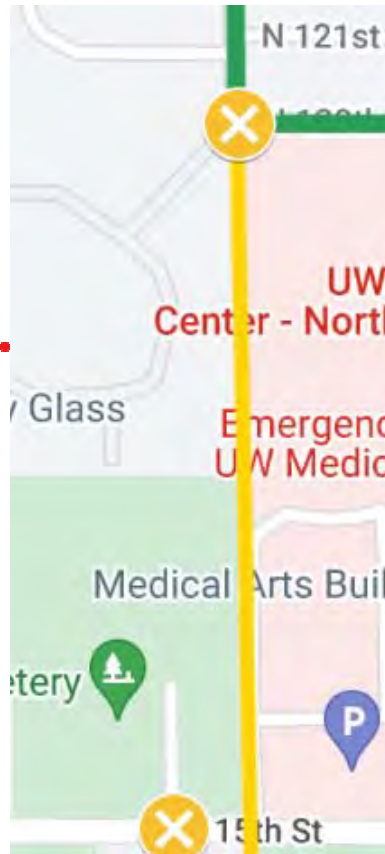 N 121st
UW
Center - North
y Glass
Emergenc
UW Medic
Medical Arts Buil
etery
P
15th St